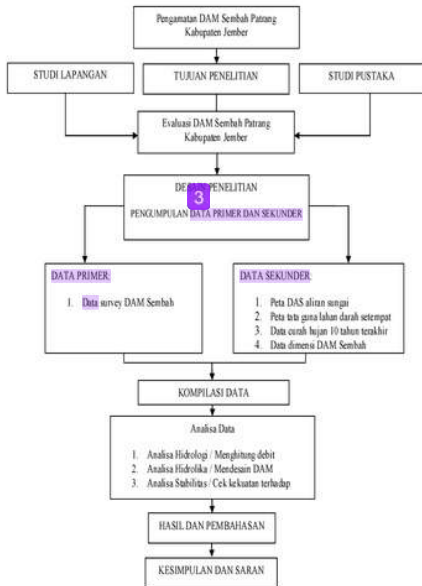 Pengamatan DAM Sembah Patrang
Kabupaten Jember
STUDI LAPANGAN
TUJUAN PENELITIAN
STUDI PUSTAKA
Evaluasi DAM Sembah Patrang
Kabupaten Jember
PENELITIAN
3
PENGUMPULAN DATA PRIMER DAN SEKUNDER
DATA PRIMER:
1. Data survey DAM Sembah
DATA SEKUNDER:
1. Peta DAS aliran sungai
2. Peta tata guna lahan darah setempat
3. Data curah hujan 10 tahun terakhir
4. Data dimensi DAM Sembah
KOMPILASI DATA
Analisa Data
1. Analisa Hidrologi / Menghitung debit
2. Analisa Hidrolika / Mendesain DAM
3. Analisa Stabilitas / Cek kekuatan terhadap
HASIL DAN PEMBAHASAN
KESIMPULAN DAN SARAN